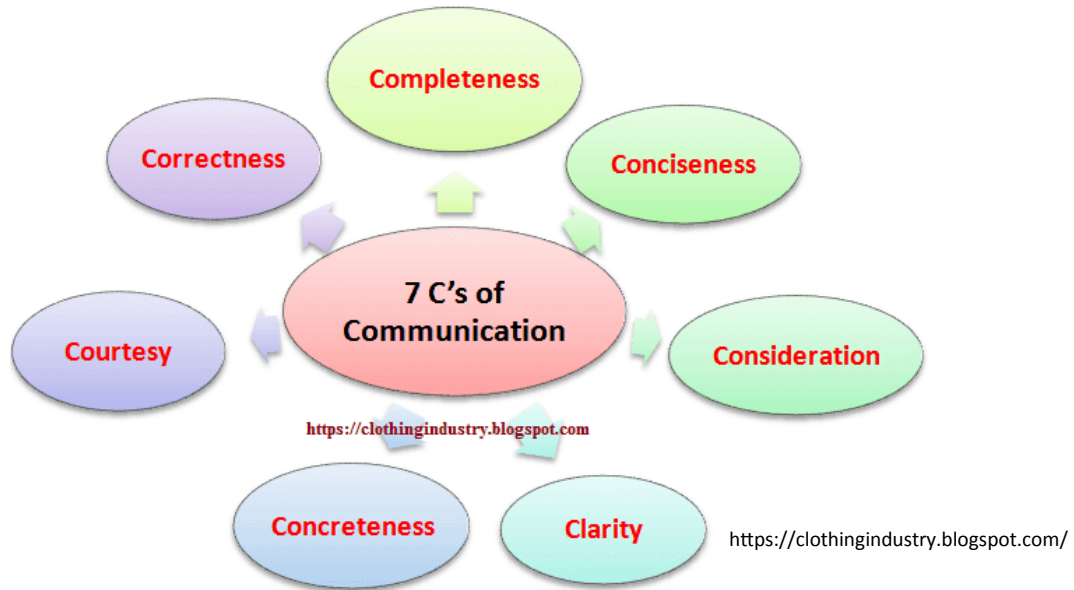 Completeness
Correctness
Conciseness
7 C’s of
Communication
Courtesy
Consideration
https://clothingindustry.blogspot.com
Concreteness
Clarity
https://clothingindustry.blogspot.com/